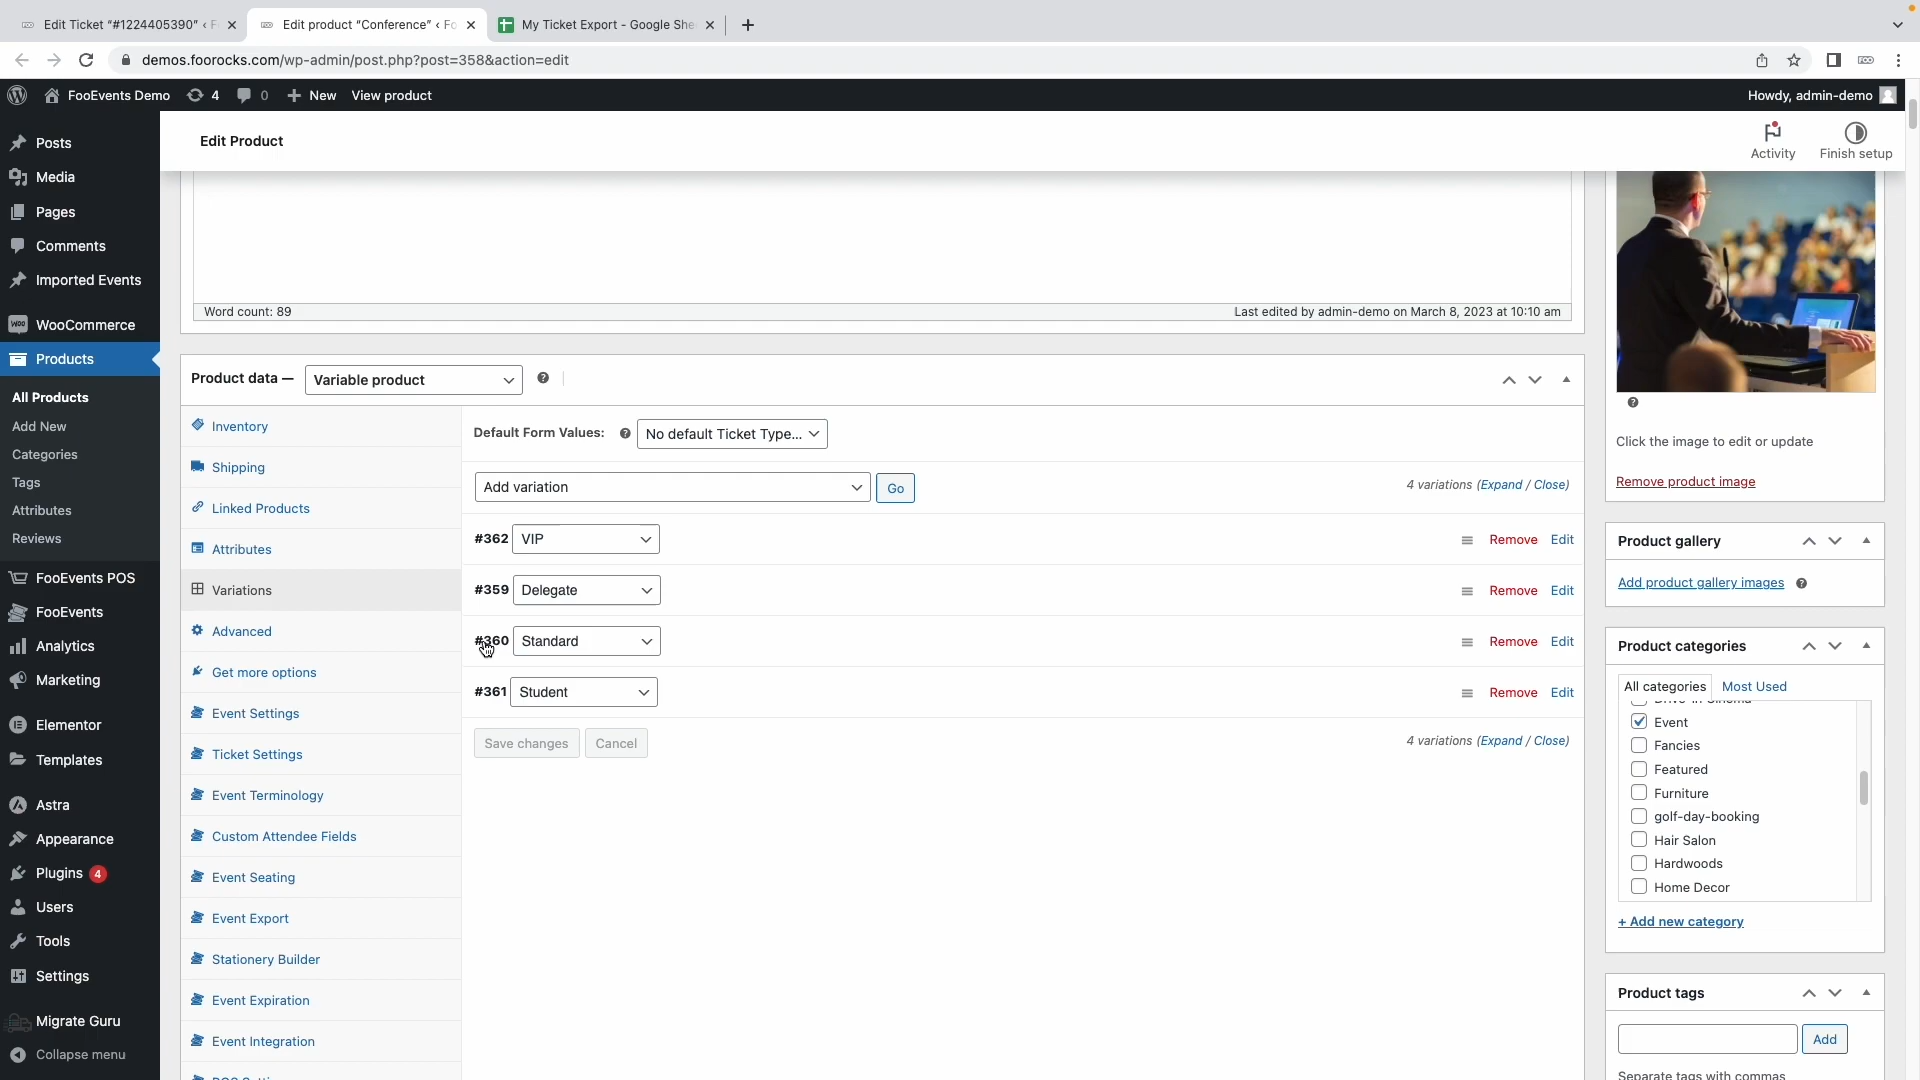 Edit Ticket "#1224405390" ‹ F
Edit product "Conference" ‹ Fo
My Ticket Export - Google She
demos.foorocks.com/wp-admin/post.php?post=358&action=edit
FooEvents Demo
4
0
New
View product
Howdy, admin-demo
Posts
Media
Pages
Comments
Imported Events
WooCommerce
Products
All Products
Add New
Categories
Tags
Attributes
Reviews
FooEvents POS
FooEvents
Analytics
Marketing
Elementor
Templates
Astra
Appearance
Plugins 4
Users
Tools
Settings
Migrate Guru
Collapse menu
Edit Product
Activity
Finish setup
Word count: 89
Last edited by admin-demo on March 8, 2023 at 10:10 am
Product data —
Variable product
Inventory
Shipping
Linked Products
Attributes
Variations
Advanced
Get more options
Event Settings
Ticket Settings
Event Terminology
Custom Attendee Fields
Event Seating
Event Export
Stationery Builder
Event Expiration
Event Integration
Default Form Values:
No default Ticket Type...
Add variation
Go
4 variations (Expand / Close)
#362 VIP Remove Edit
#359 Delegate Remove Edit
#360 Standard Remove Edit
#361 Student Remove Edit
Save changes
Cancel
4 variations (Expand / Close)
Click the image to edit or update
Remove product image
Product gallery
Add product gallery images
Product categories
All categories
Most Used
Event
Fancies
Featured
Furniture
golf-day-booking
Hair Salon
Hardwoods
Home Decor
+ Add new category
Product tags
Add
Separate tags with commas